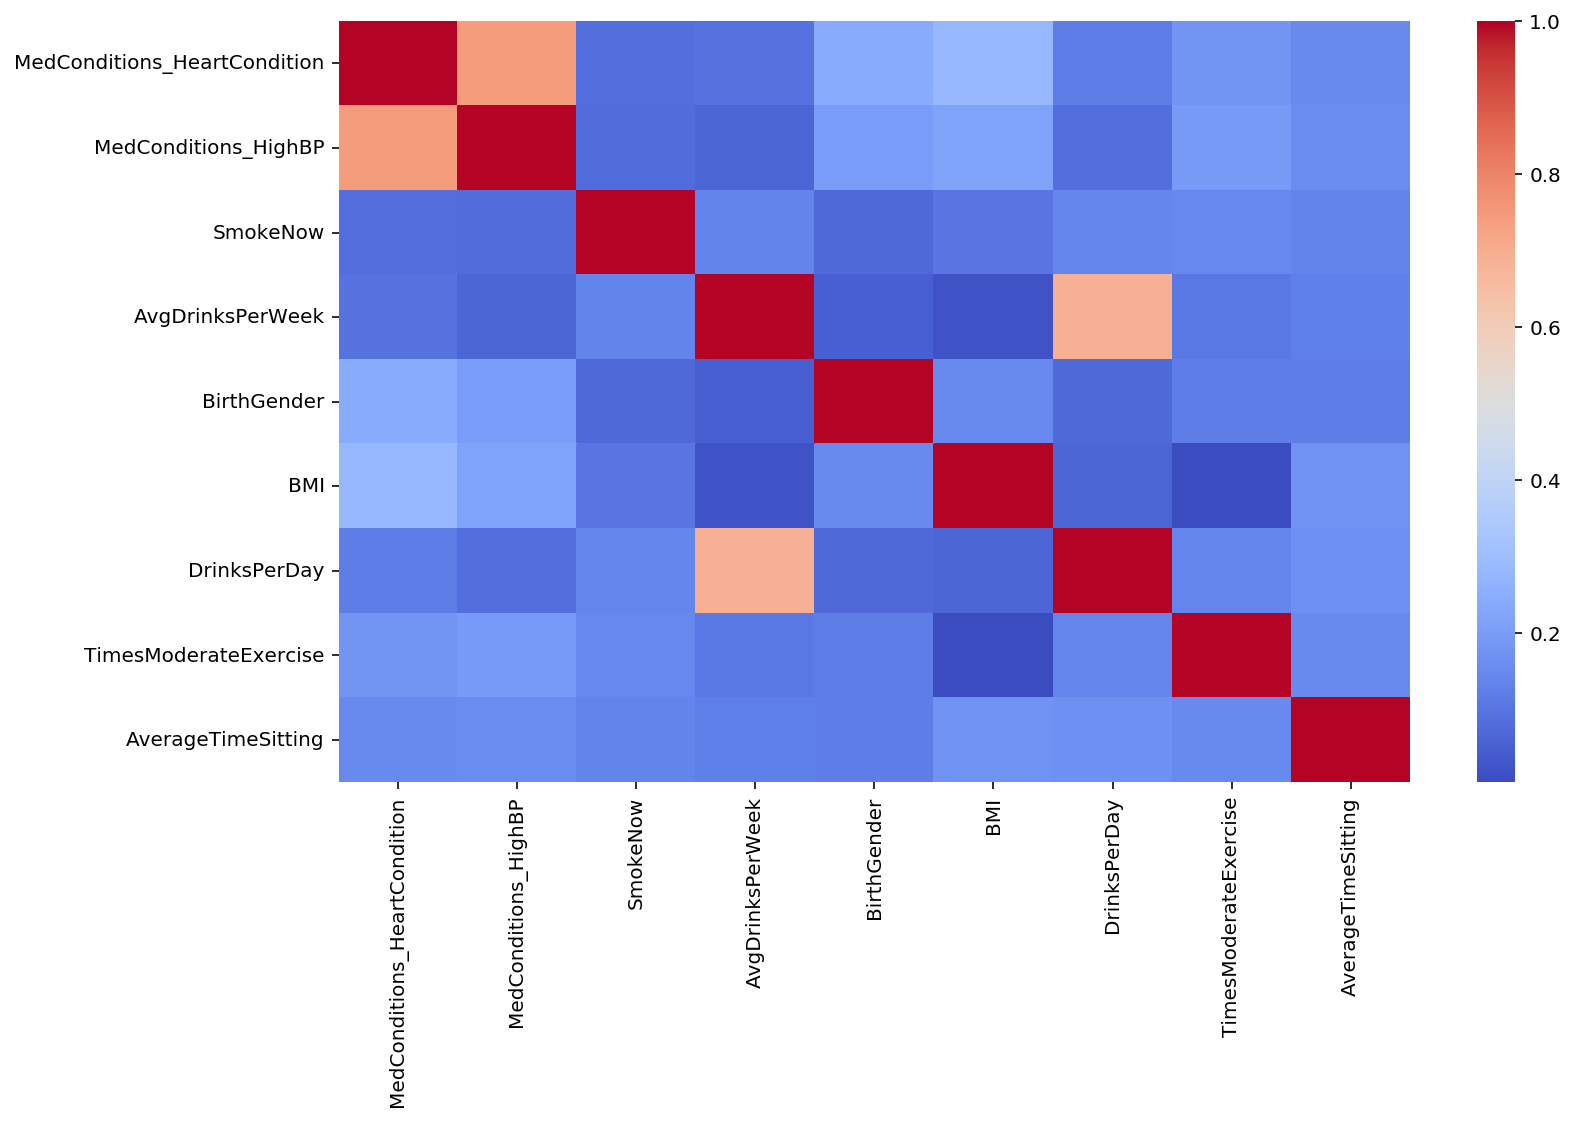 MedConditions_HeartCondition
MedConditions_HighBP
SmokeNow
AvgDrinksPerWeek
BirthGender
BMI
DrinksPerDay
TimesModerateExercise
AverageTimeSitting
MedConditions_HeartCondition
MedConditions_HighBP
SmokeNow
AvgDrinksPerWeek
BirthGender
BMI
DrinksPerDay
TimesModerateExercise
AverageTimeSitting
1.0
0.8
0.6
0.4
0.2